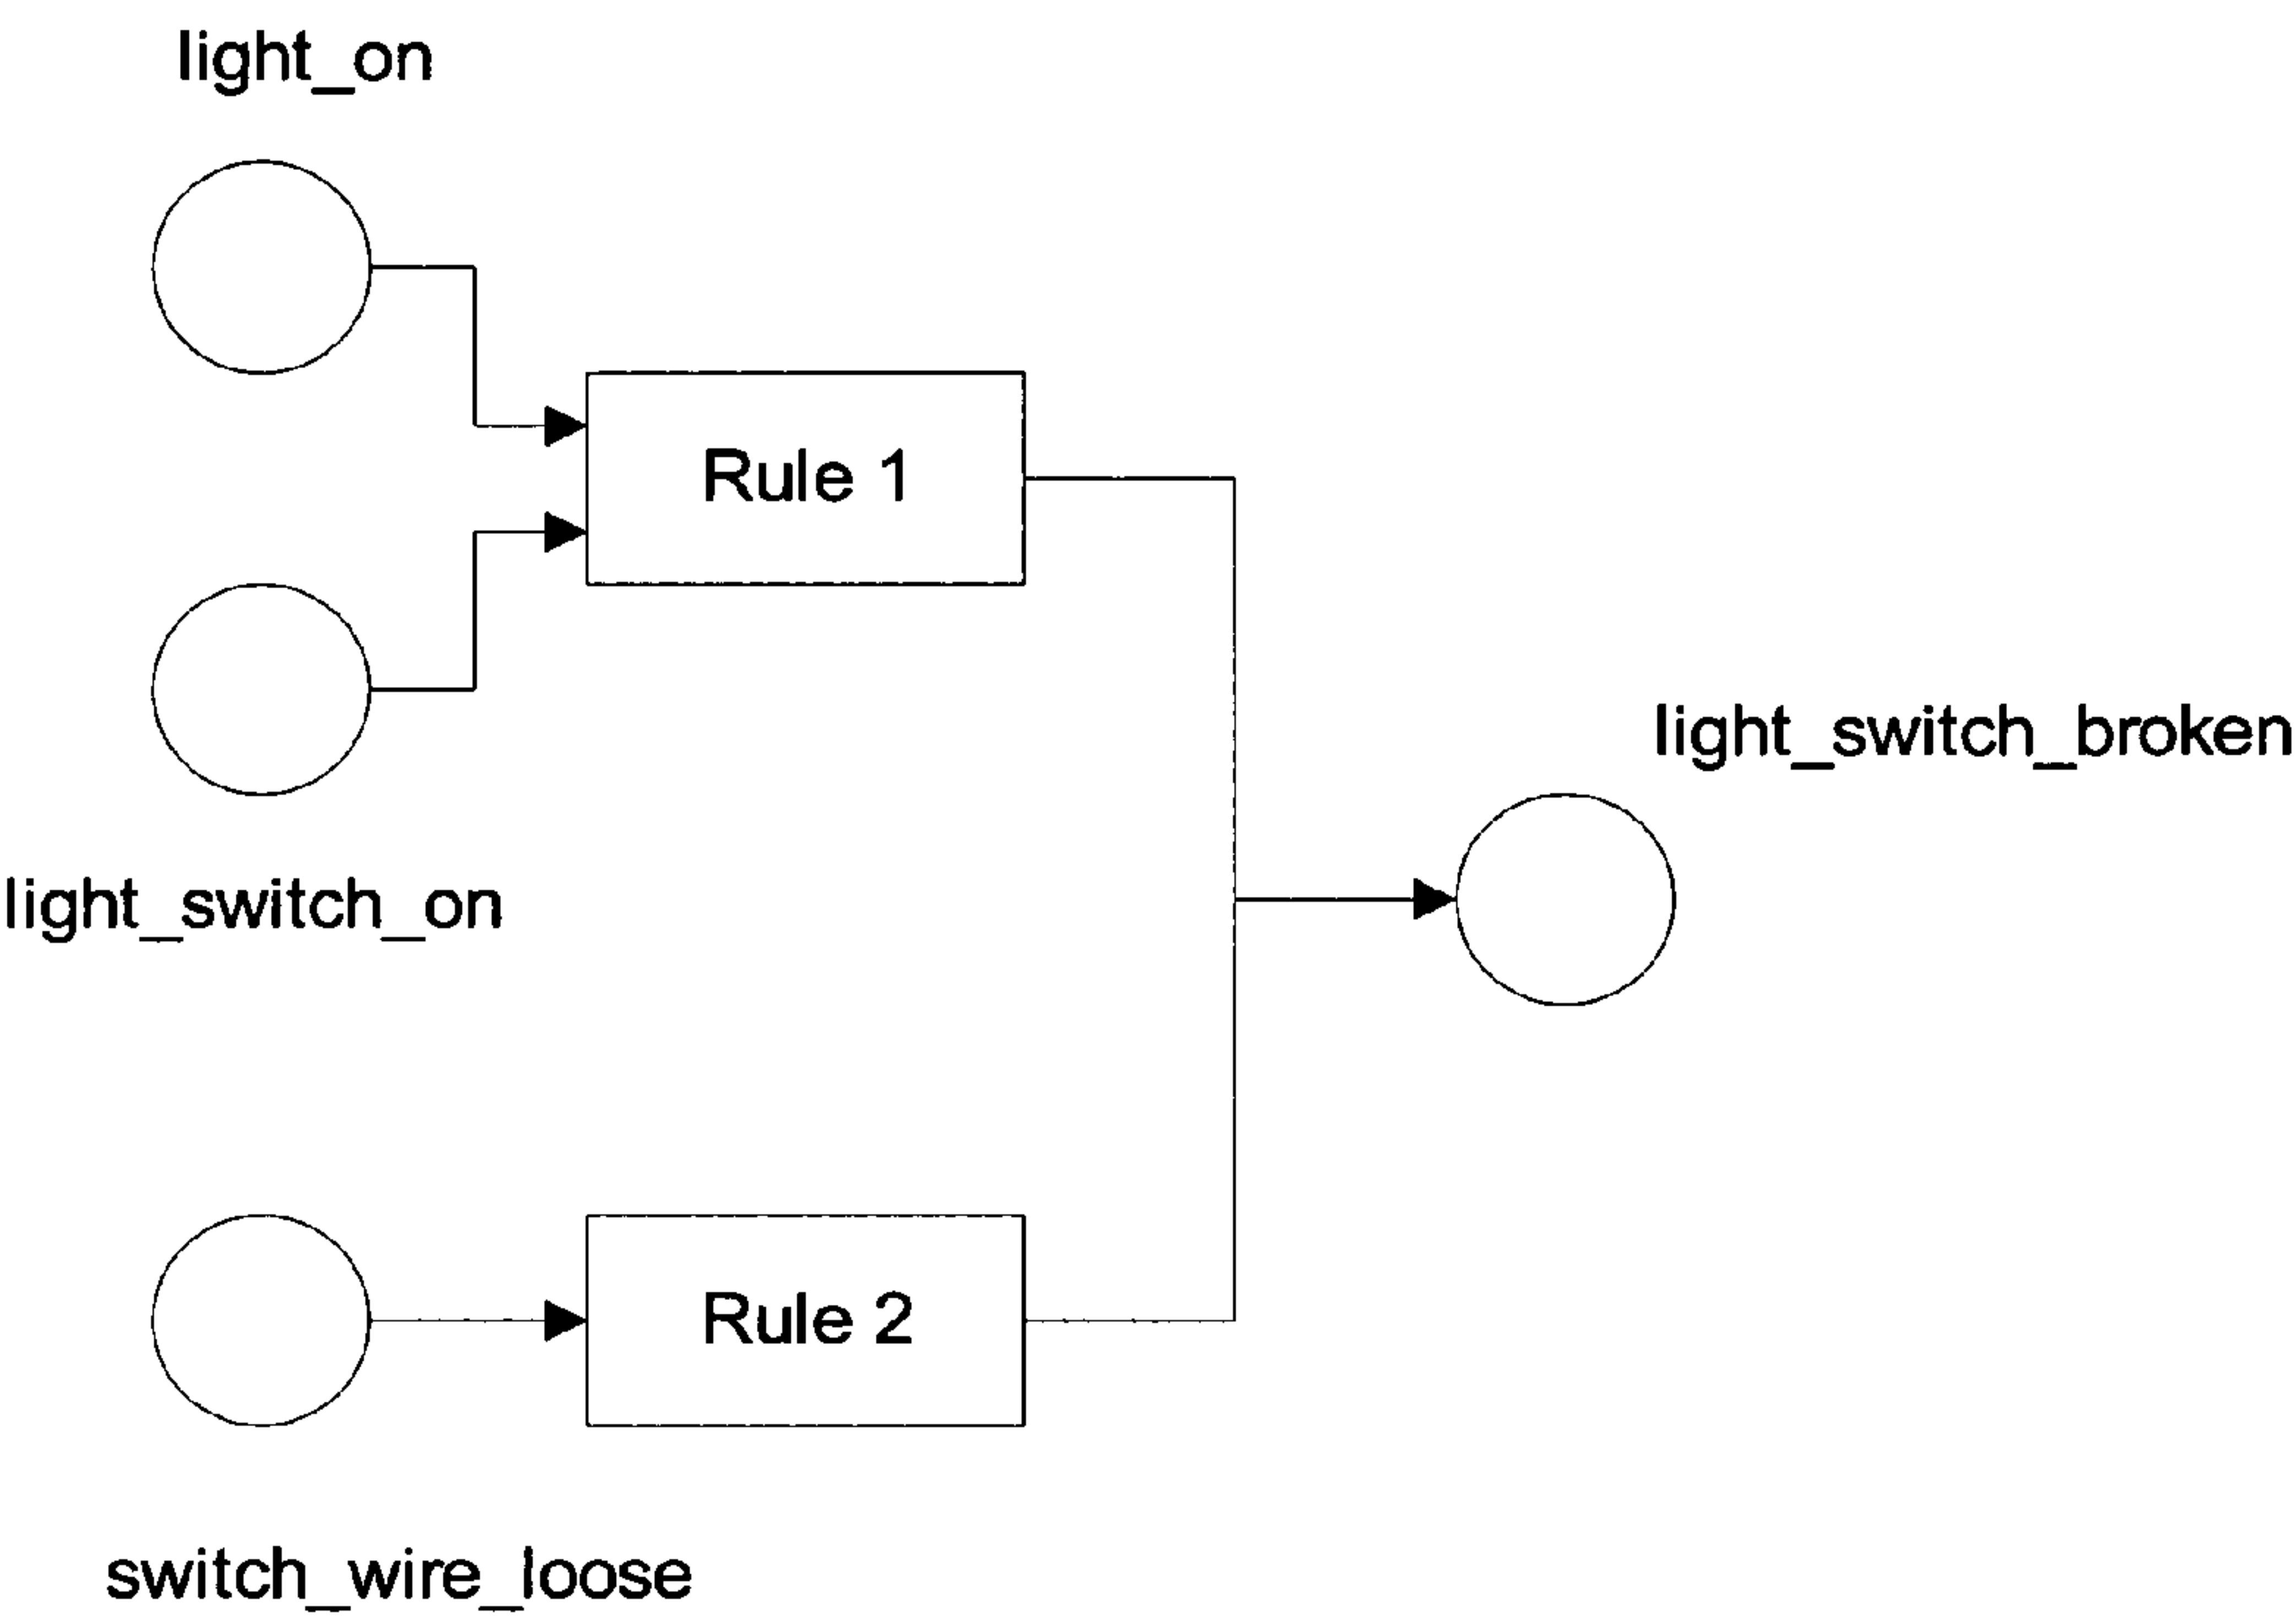 light_on
Rule 1
light_switch_broken
light_switch_on
Rule 2
switch_wire_loose